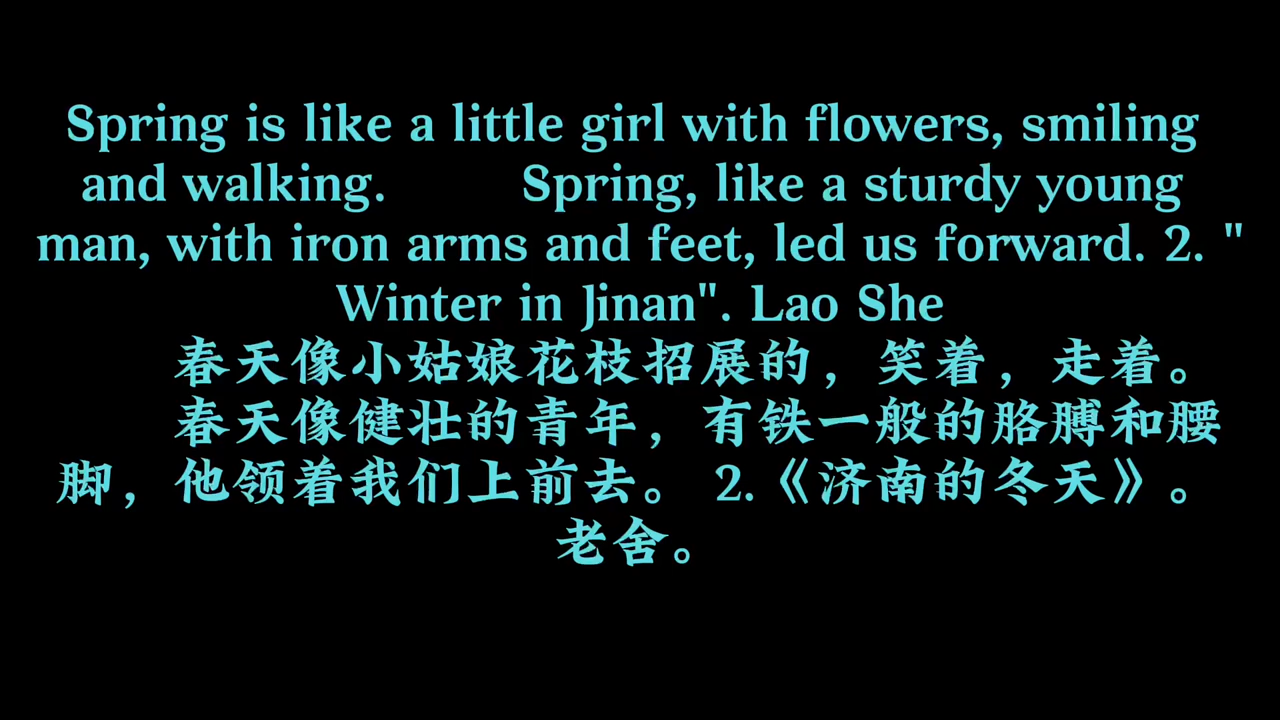 Spring is like a little girl with flowers, smiling
and walking. Spring, like a sturdy young
man, with iron arms and feet, led us forward. 2. "
Winter in Jinan". Lao She
春天像小姑娘花枝招展的，笑着，走着。
春天像健壮的青年，有铁一般的胳膊和腰
脚，他领着我们上前去。 2.《济南的冬天》。
老舍。